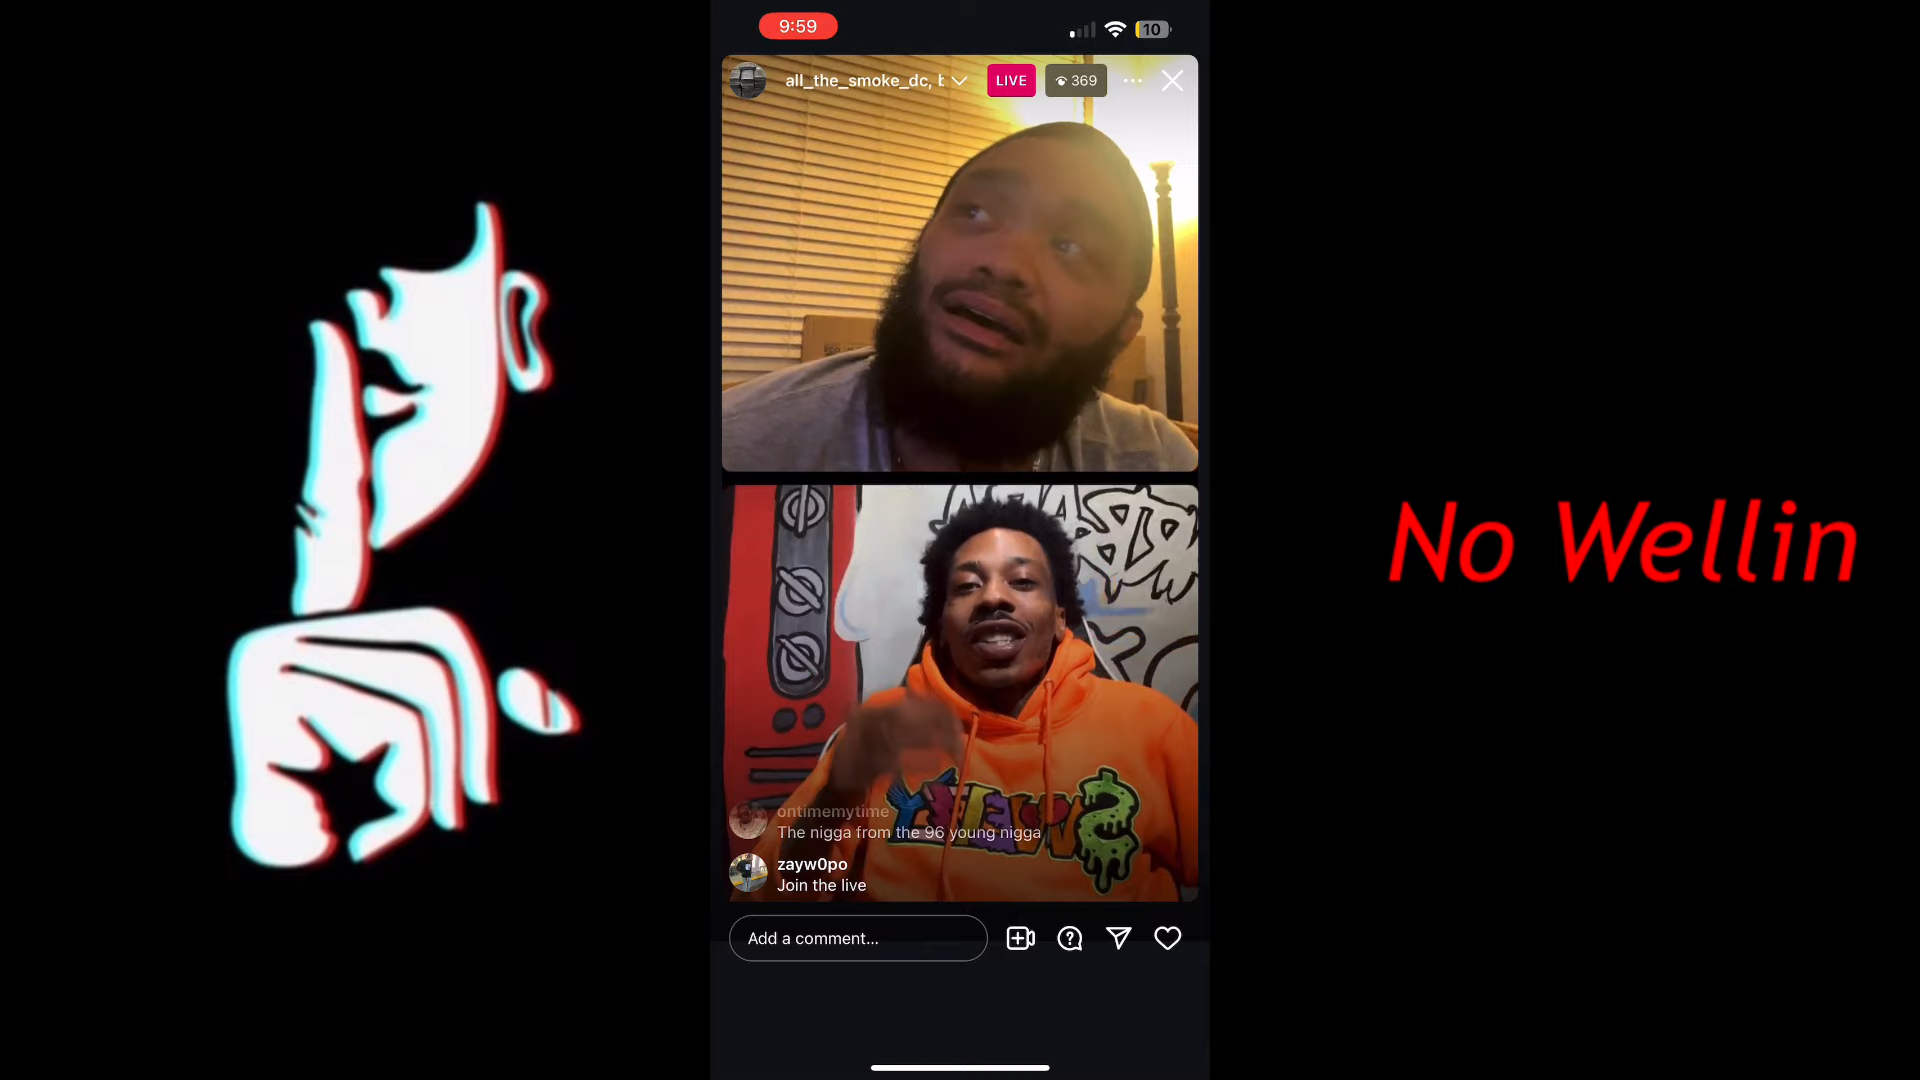 9:59
10
all_the_smoke_dc, b
LIVE
369
ontimemytime
The nigga from the 96 young nigga
zayw0po
Join the live
Add a comment...
No Wellin